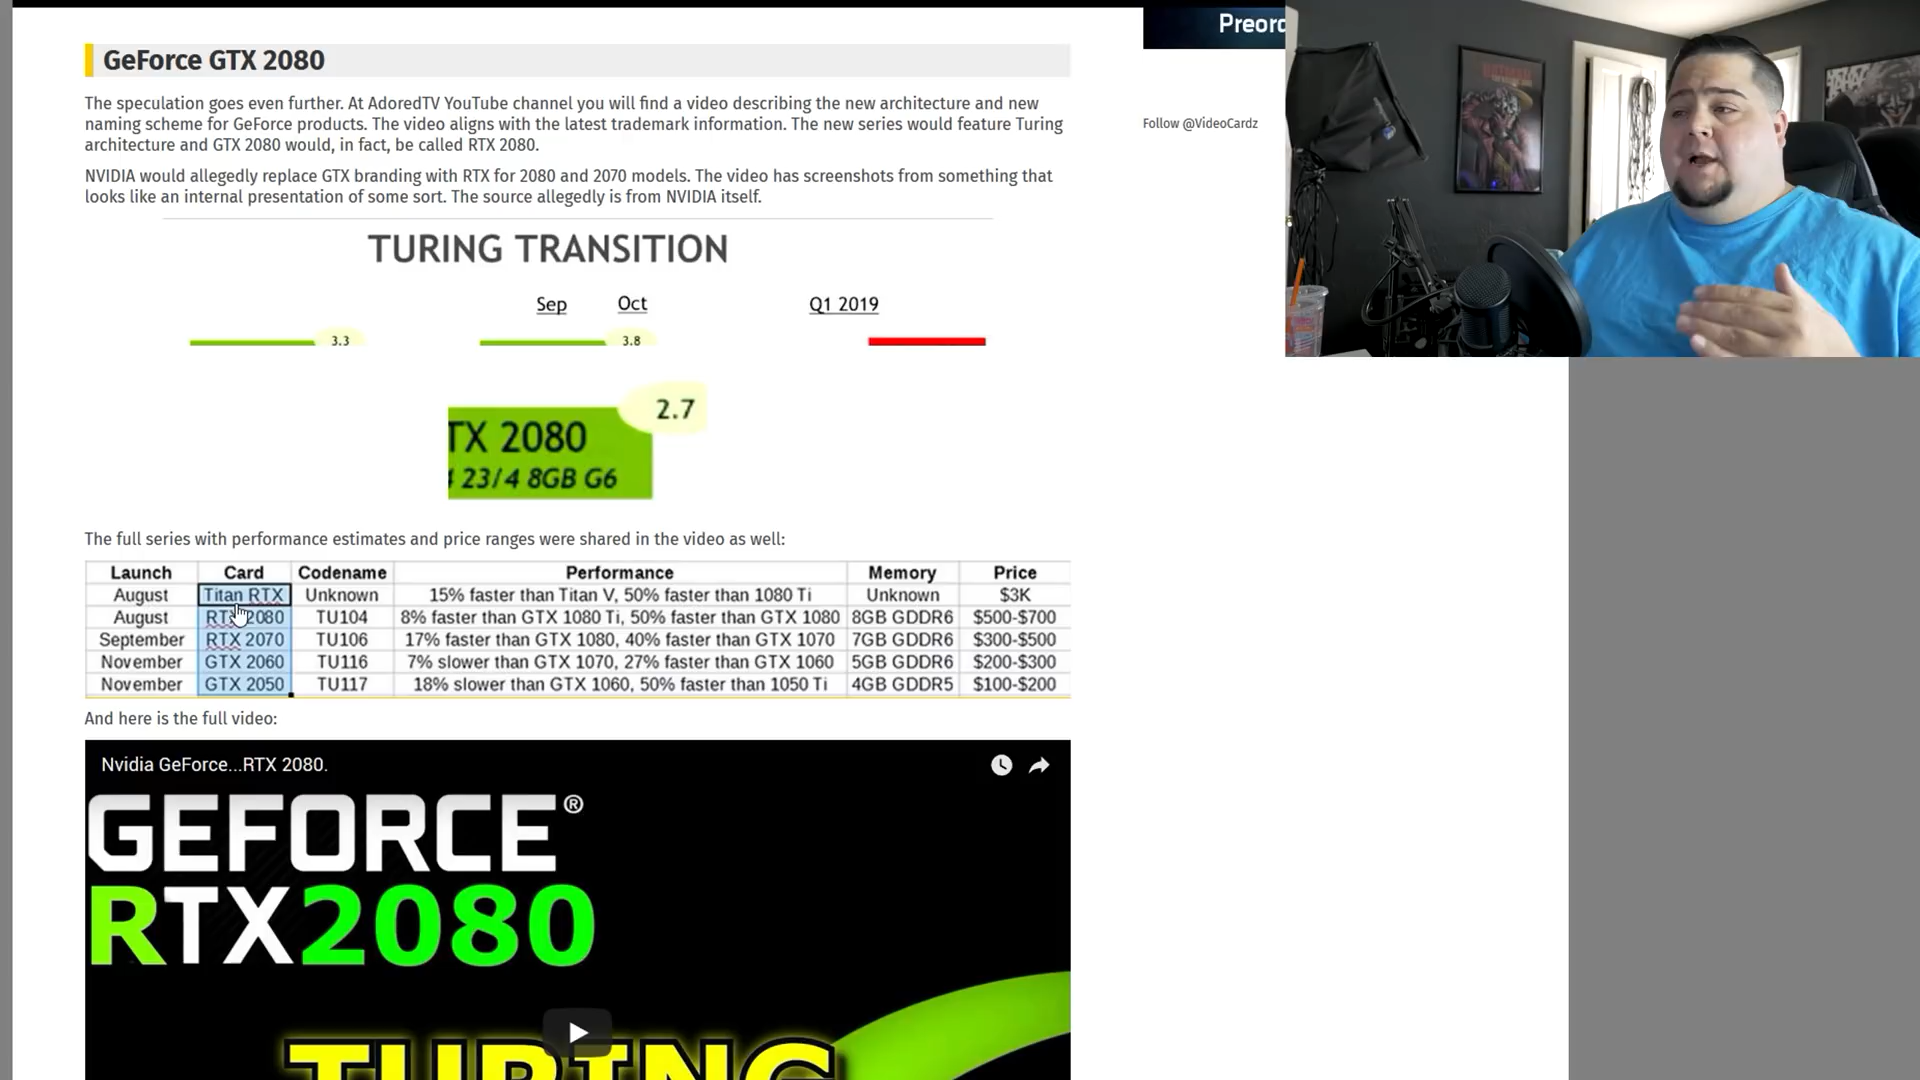 Preord
GeForce GTX 2080
The speculation goes even further. At AdoredTV YouTube channel you will find a video describing the new architecture and new
naming scheme for GeForce products. The video aligns with the latest trademark information. The new series would feature Turing
architecture and GTX 2080 would, in fact, be called RTX 2080.
Follow @VideoCardz
NVIDIA would allegedly replace GTX branding with RTX for 2080 and 2070 models. The video has screenshots from something that
looks like an internal presentation of some sort. The source allegedly is from NVIDIA itself.
TURING TRANSITION
Sep Oct Q1 2019
3.3 3.8
2.7
TX 2080
23/4 8GB G6
The full series with performance estimates and price ranges were shared in the video as well:
Launch Card Codename Performance Memory Price
August Titan RTX Unknown 15% faster than Titan V, 50% faster than 1080 Ti Unknown $3K
August RTX 2080 TU104 8% faster than GTX 1080 Ti, 50% faster than GTX 1080 8GB GDDR6 $500-$700
September RTX 2070 TU106 17% faster than GTX 1080, 40% faster than GTX 1070 7GB GDDR6 $300-$500
November GTX 2060 TU116 7% slower than GTX 1070, 27% faster than GTX 1060 5GB GDDR6 $200-$300
November GTX 2050 TU117 18% slower than GTX 1060, 50% faster than 1050 Ti 4GB GDDR5 $100-$200
And here is the full video:
Nvidia GeForce...RTX 2080.
GEFORCE®
RTX2080
TURING